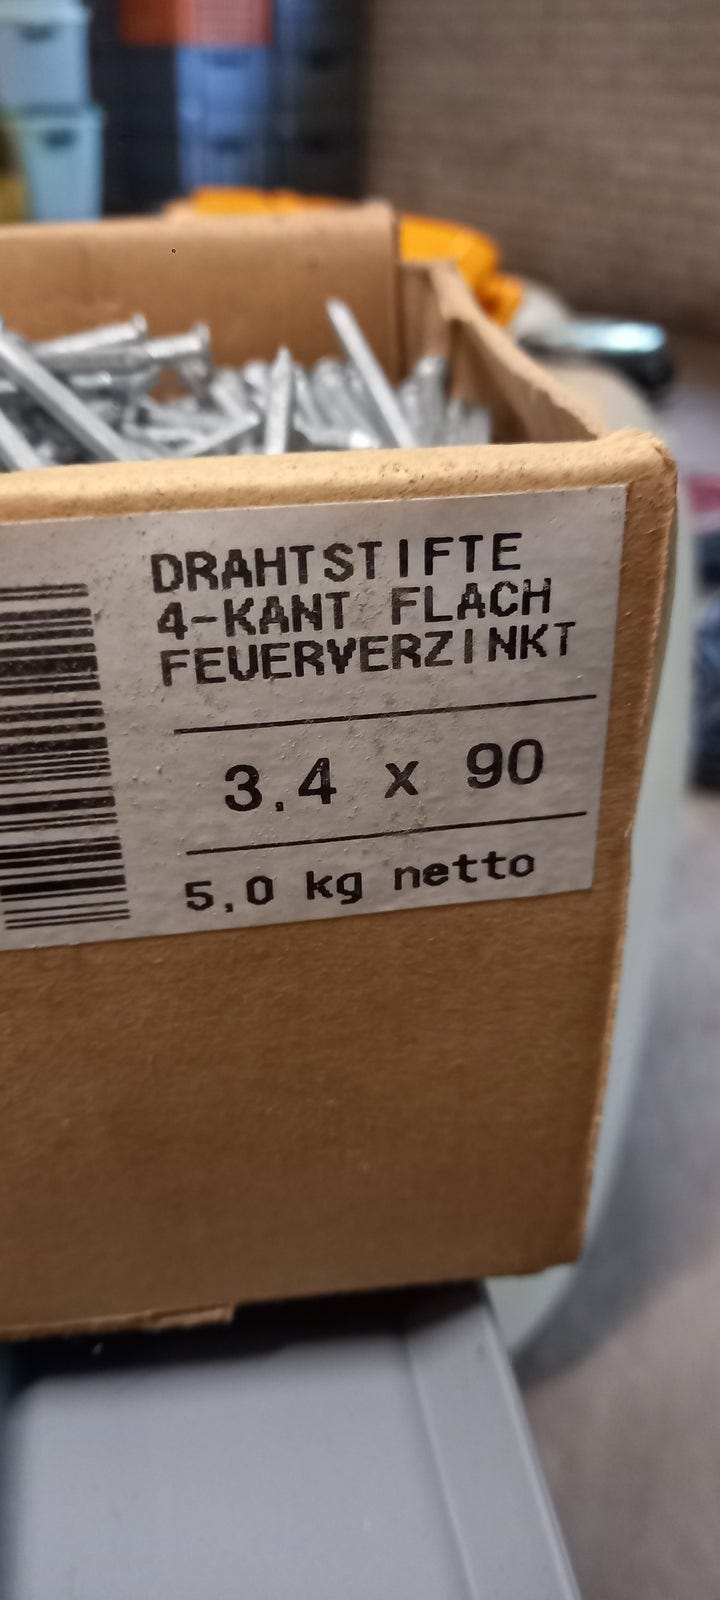 DRAHTSTIFTE
4-KANT FLACH
FEUERVERZINKT
3.4 x 90
5,0 kg netto